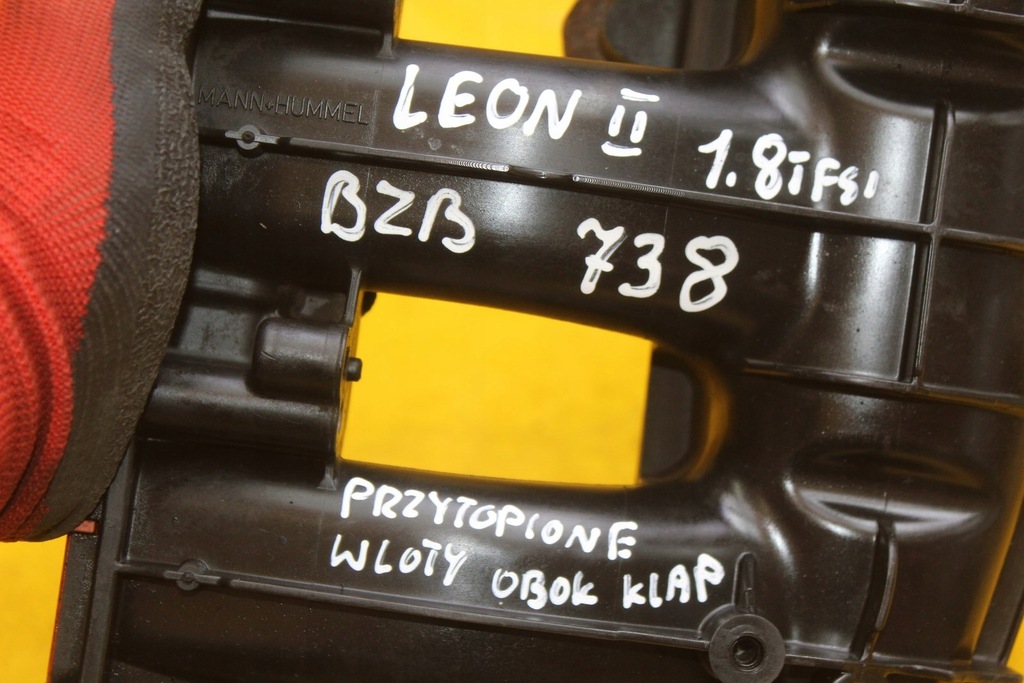 MANN+HUMMEL
LEON II 1.8TFSI
BZB 738
PRZYTOPIONE
WLOTY OBOK KLAP